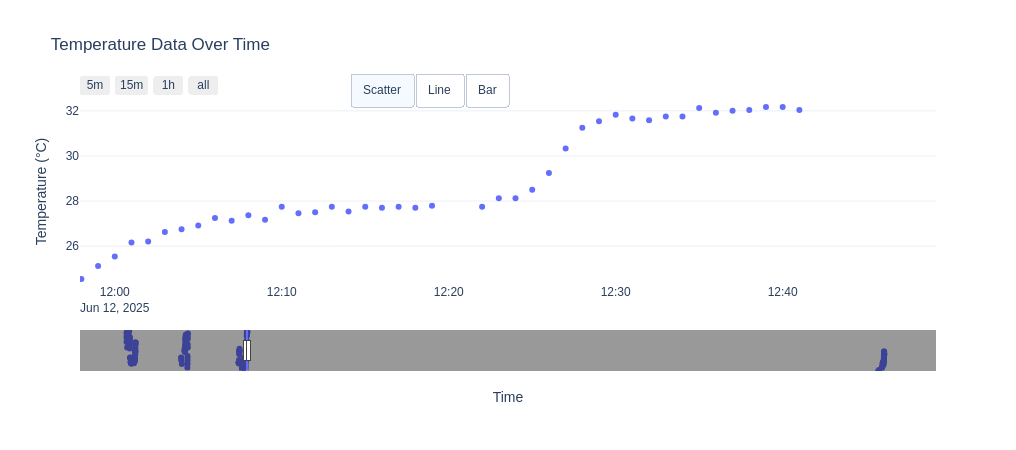 Temperature Data Over Time
5m 15m 1h all
Scatter Line Bar
32
30
28
26
Temperature (°C)
12:00 12:10 12:20 12:30 12:40
Jun 12, 2025
Time